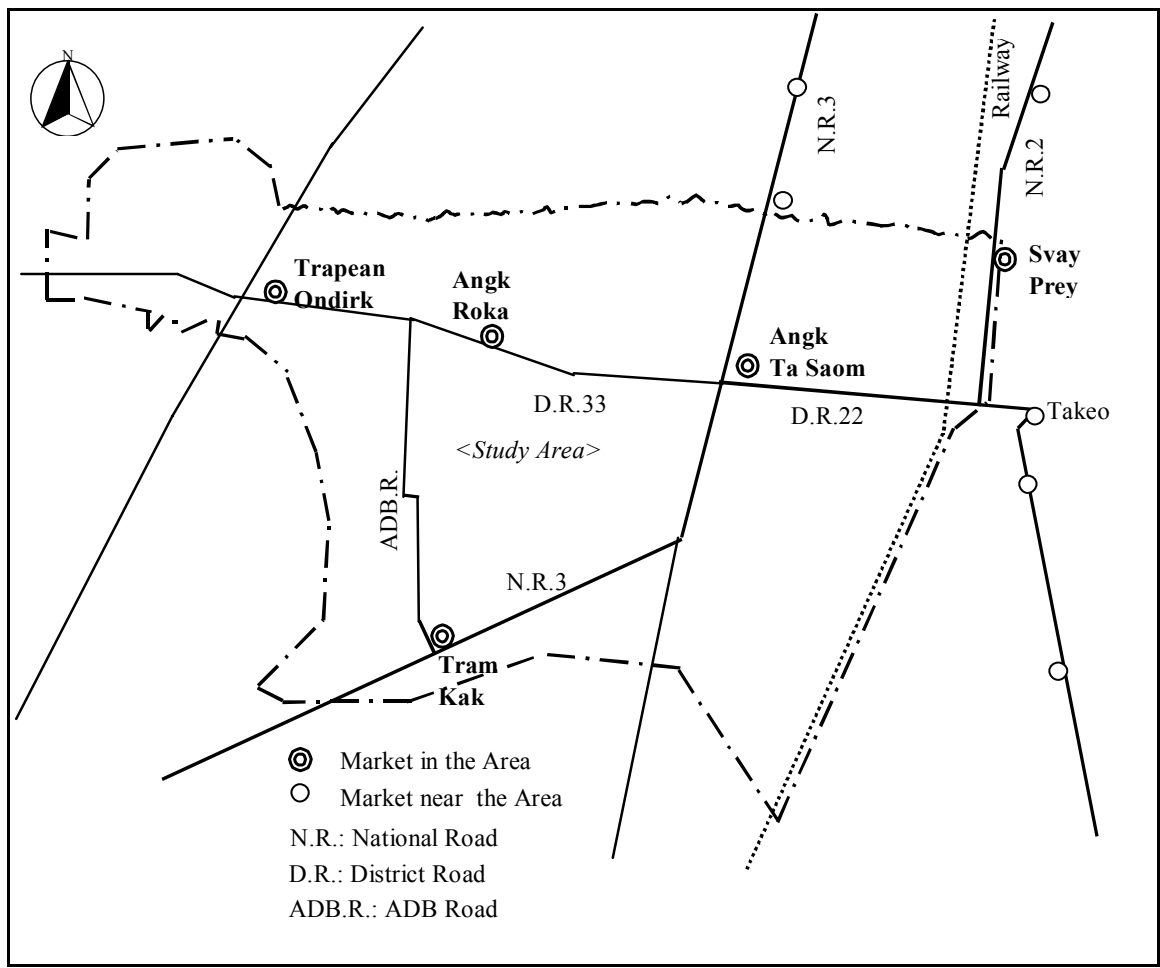 N
Railway
N.R.3
N.R.2
Trapean
Ondirk
Angk
Roka
Svay
Prey
Angk
Ta Saom
D.R.33
D.R.22
Takeo
<Study Area>
ADB.R.
N.R.3
Tram
Kak
Market in the Area
Market near the Area
N.R.: National Road
D.R.: District Road
ADB.R.: ADB Road